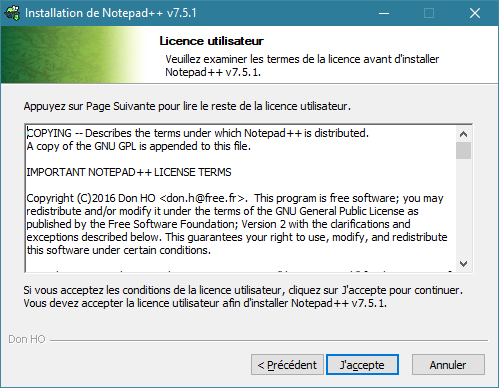 Installation de Notepad++ v7.5.1
Licence utilisateur
Veuillez examiner les termes de la licence avant d'installer
Notepad++ v7.5.1.
Appuyez sur Page Suivante pour lire le reste de la licence utilisateur.
COPYING -- Describes the terms under which Notepad++ is distributed.
A copy of the GNU GPL is appended to this file.
IMPORTANT NOTEPAD++ LICENSE TERMS
Copyright (C)2016 Don HO <don.h@free.fr>. This program is free software; you may
redistribute and/or modify it under the terms of the GNU General Public License as
published by the Free Software Foundation; Version 2 with the clarifications and
exceptions described below. This guarantees your right to use, modify, and redistribute
this software under certain conditions.
Si vous acceptez les conditions de la licence utilisateur, cliquez sur J'accepte pour continuer.
Vous devez accepter la licence utilisateur afin d'installer Notepad++ v7.5.1.
Don HO
< Précédent J'accepte Annuler